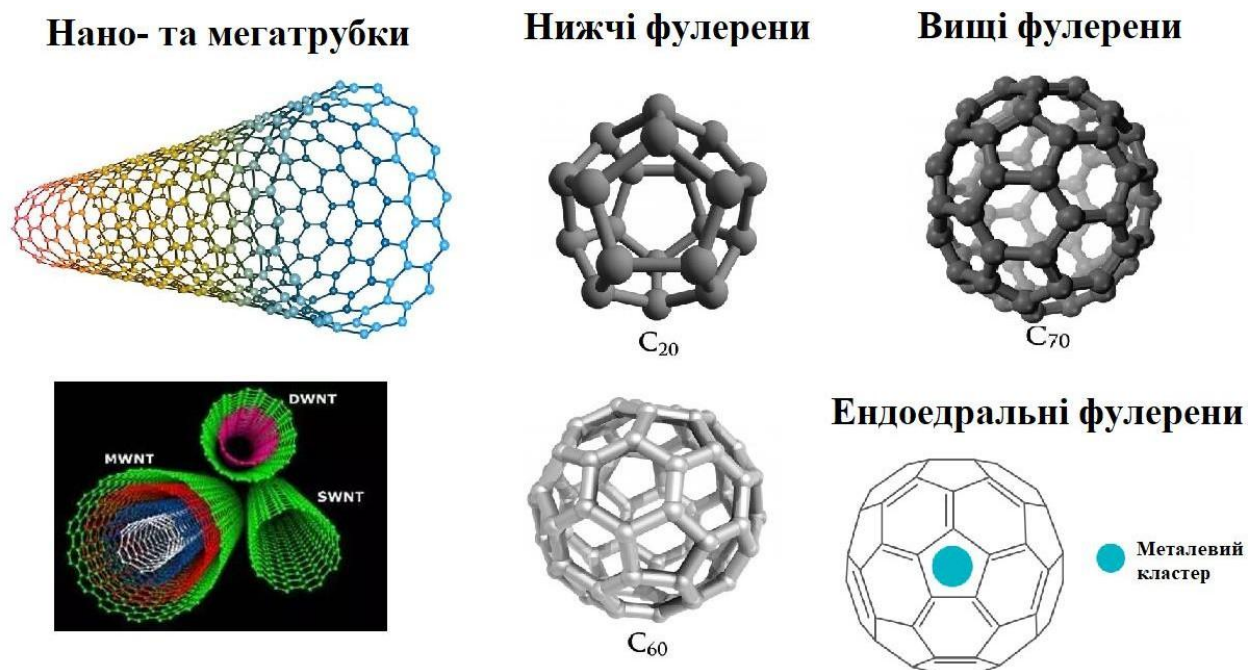 Нано- та мегатрубки
Нижчі фулерени
Вищі фулерени
C₂₀
C₇₀
DWNT
MWNT
SWNT
C₆₀
Ендоедральні фулерени
Металевий
кластер